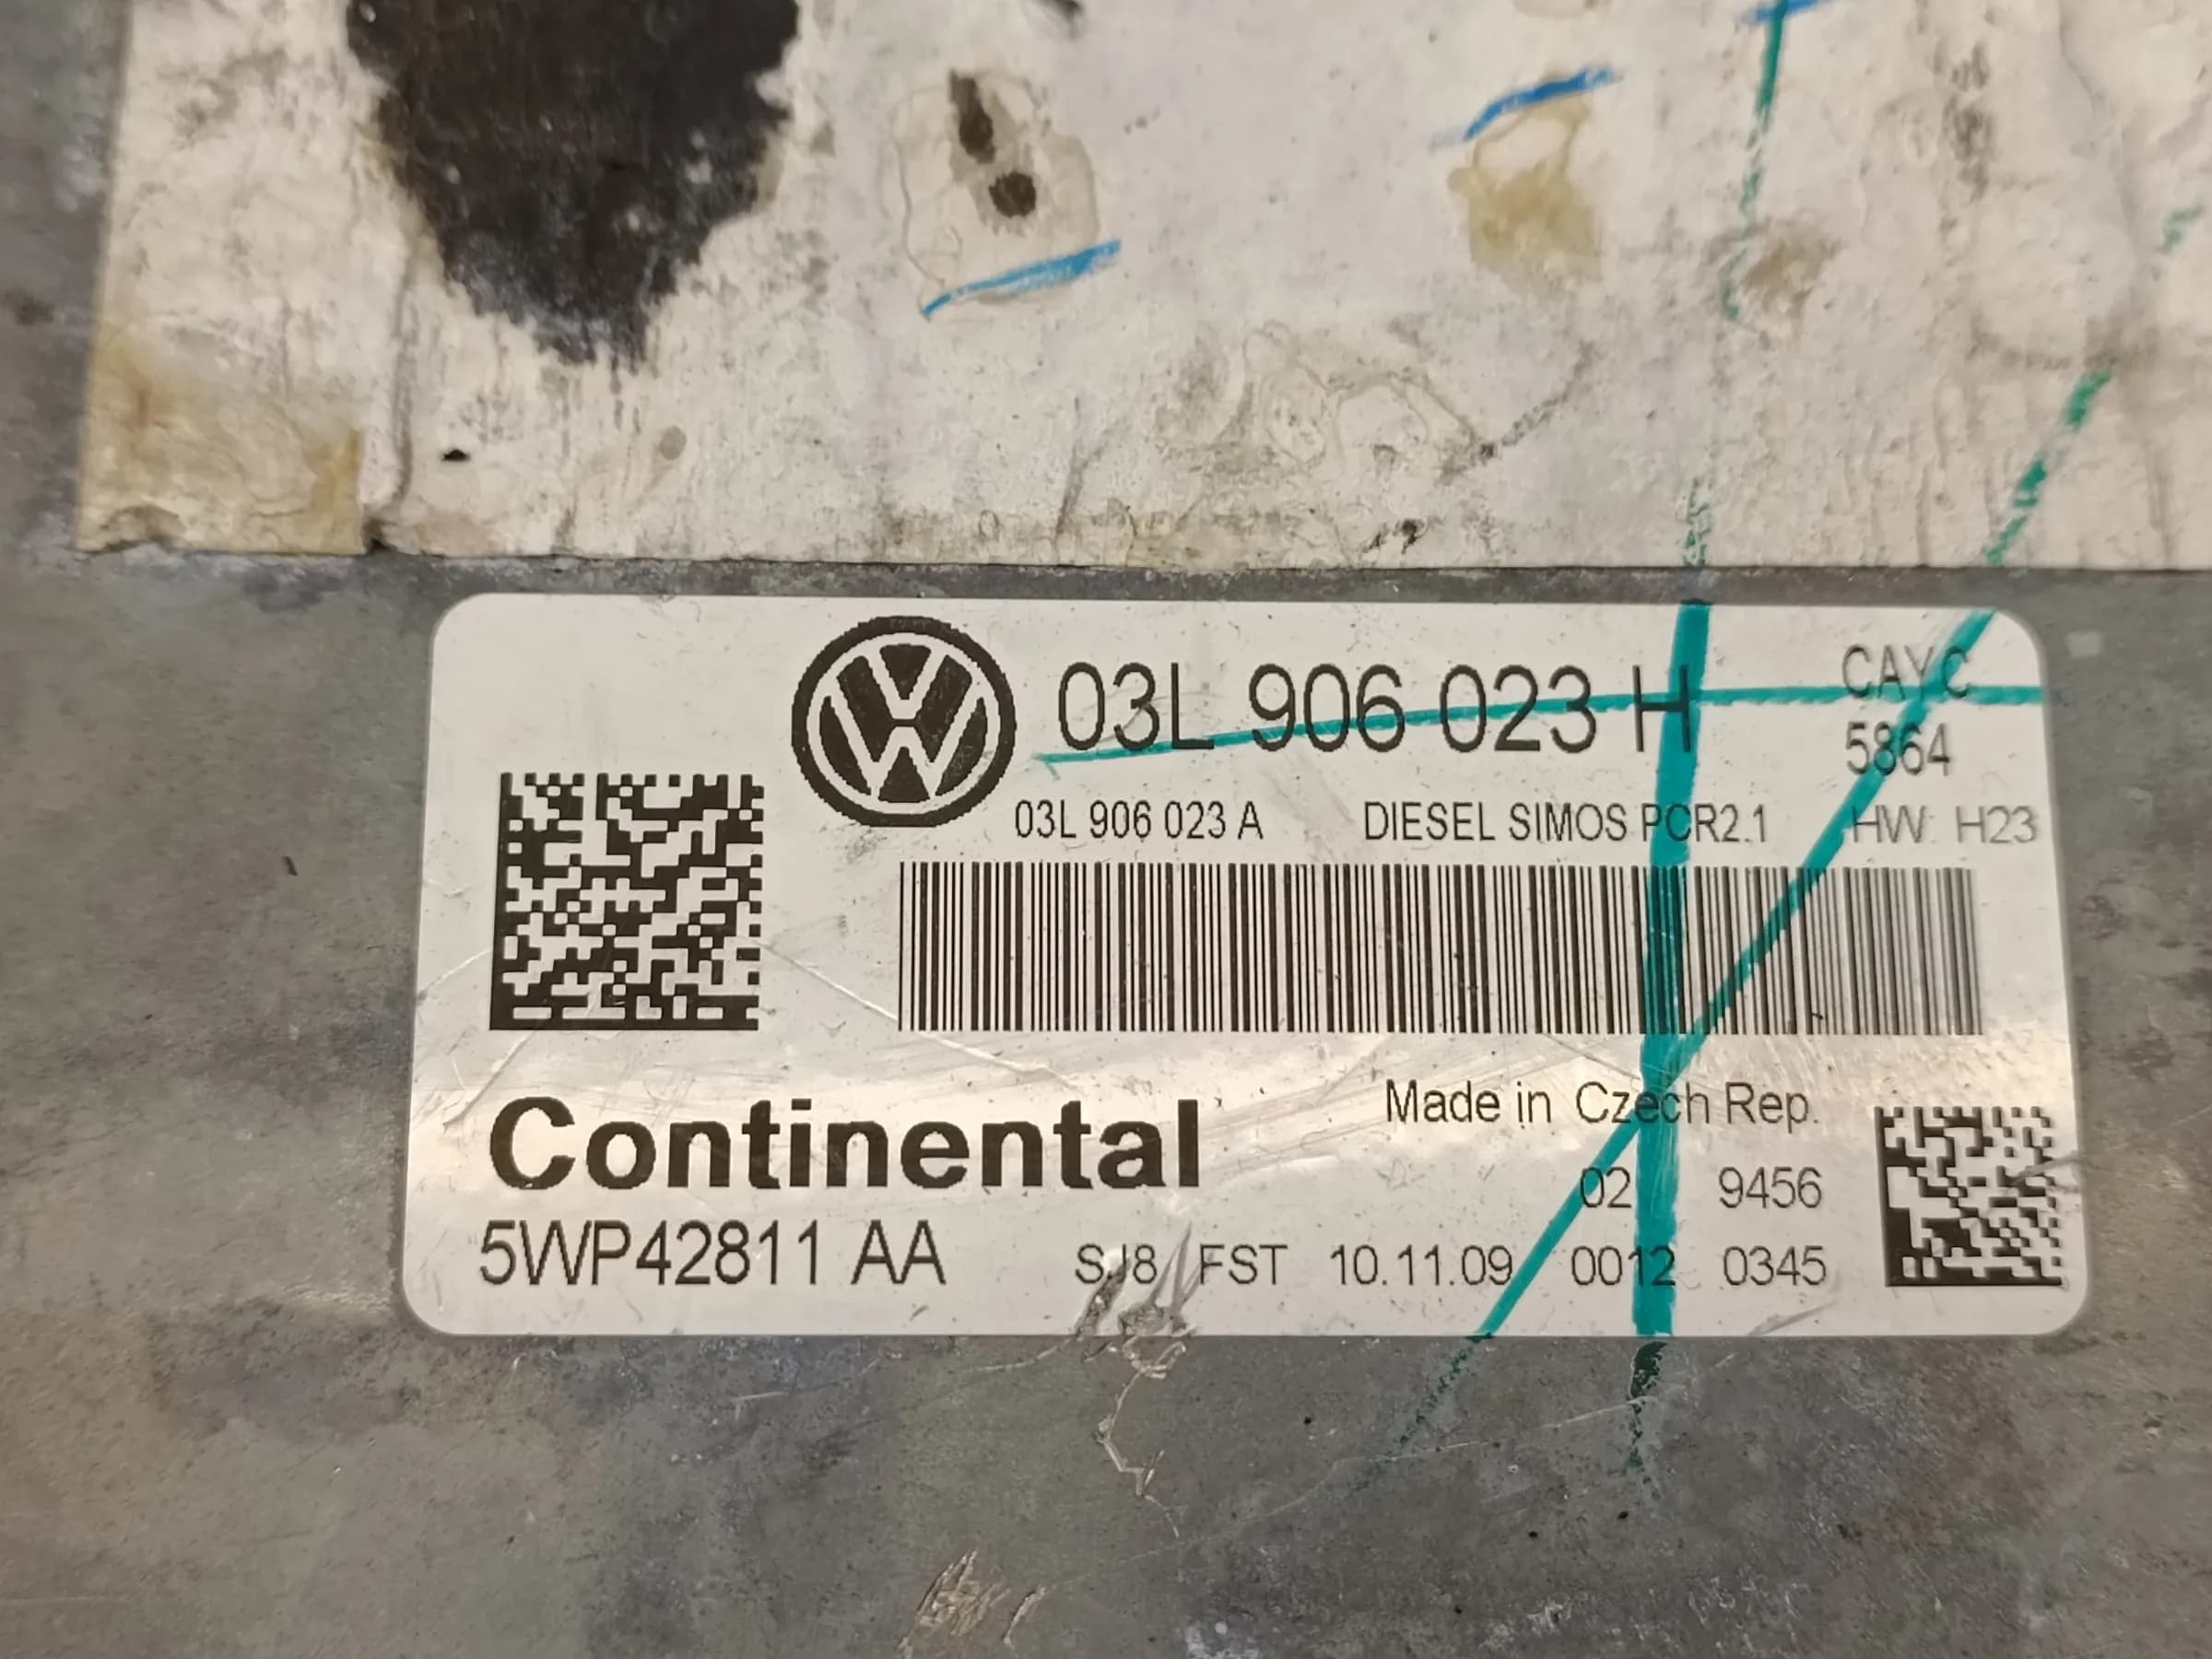 03L 906 023 H CAYC
5864
03L 906 023 A DIESEL SIMOS PCR2.1 HW: H23
Continental
Made in Czech Rep.
02 9456
5WP42811 AA SJ8 FST 10.11.09 0012 0345